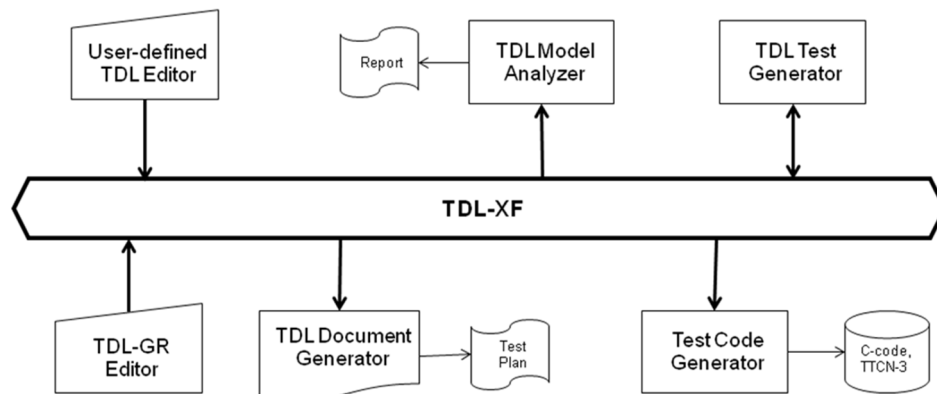 User-defined
TDL Editor
Report
TDL Model
Analyzer
TDL Test
Generator
TDL-XF
TDL-GR
Editor
TDL Document
Generator
Test
Plan
Test Code
Generator
C-code,
TTCN-3